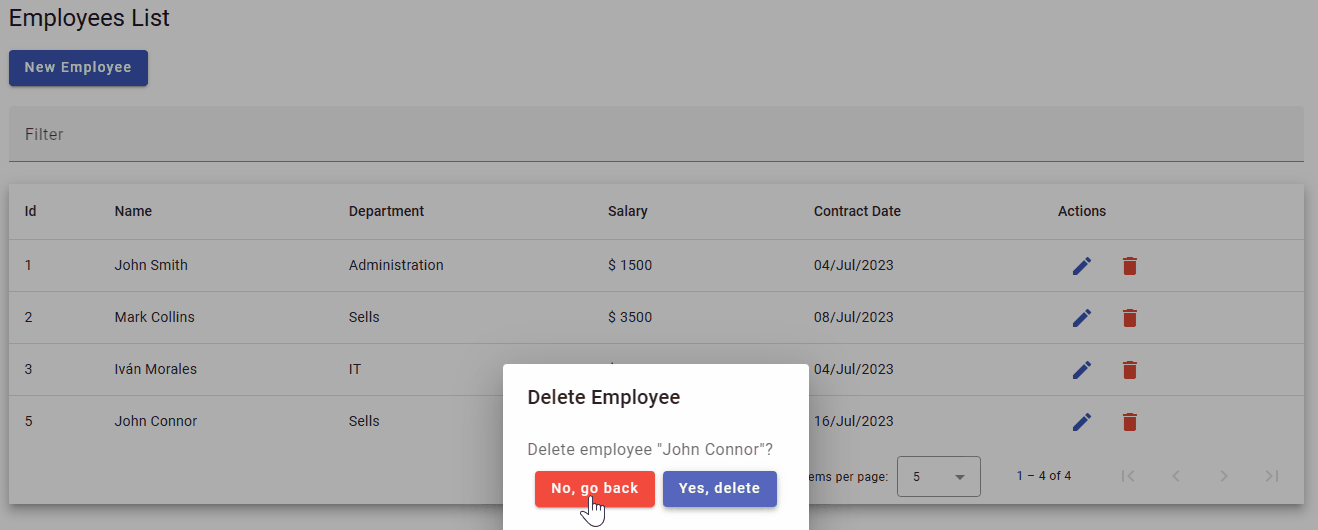 Employees List
New Employee
Filter
Id Name Department Salary Contract Date Actions
1 John Smith Administration $ 1500 04/Jul/2023
2 Mark Collins Sells $ 3500 08/Jul/2023
3 Iván Morales IT 04/Jul/2023
5 John Connor Sells 16/Jul/2023
Delete Employee
Delete employee "John Connor"?
No, go back Yes, delete
ems per page: 5 1 – 4 of 4